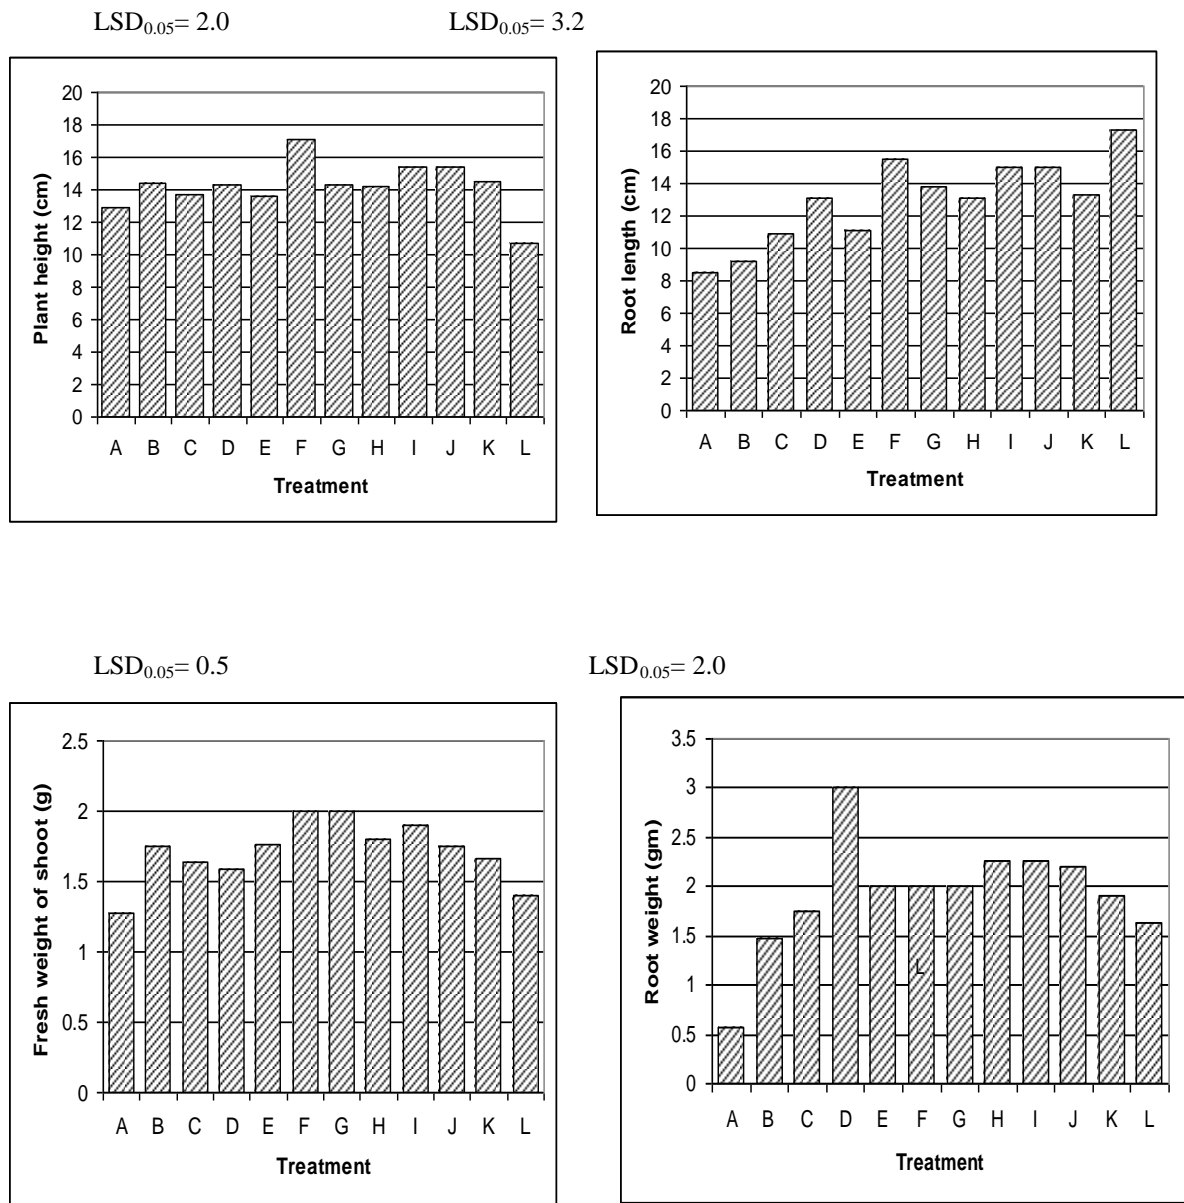 LSD0.05= 2.0
LSD0.05= 3.2
Plant height (cm)
20
18
16
14
12
10
8
6
4
2
0
A B C D E F G H I J K L
Treatment
Root length (cm)
20
18
16
14
12
10
8
6
4
2
0
A B C D E F G H I J K L
Treatment
LSD0.05= 0.5
LSD0.05= 2.0
Fresh weight of shoot (g)
2.5
2
1.5
1
0.5
0
A B C D E F G H I J K L
Treatment
Root weight (gm)
3.5
3
2.5
2
1.5
1
0.5
0
L
A B C D E F G H I J K L
Treatment